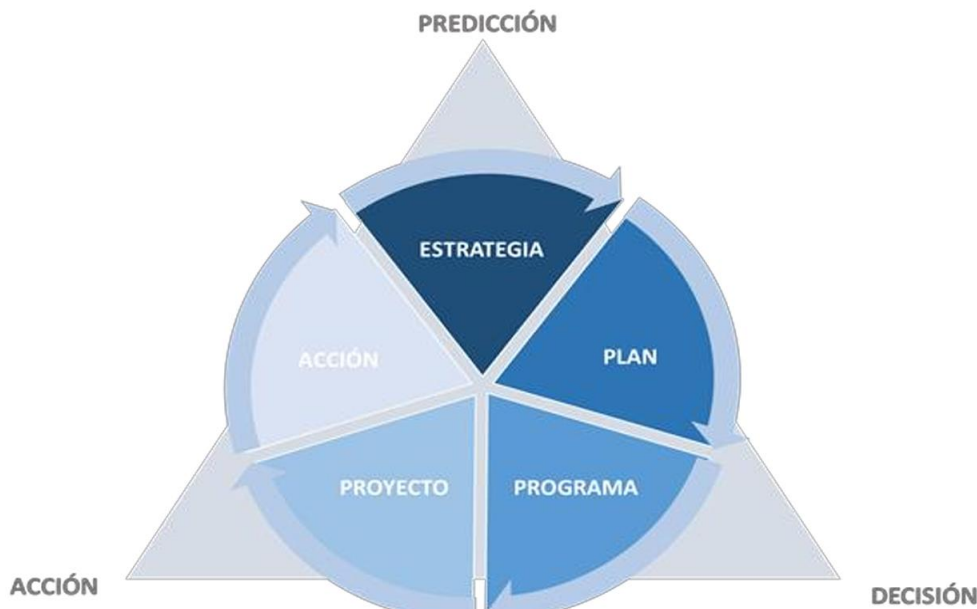 PREDICCIÓN
ESTRATEGIA
ACCIÓN
PLAN
PROYECTO
PROGRAMA
ACCIÓN
DECISIÓN